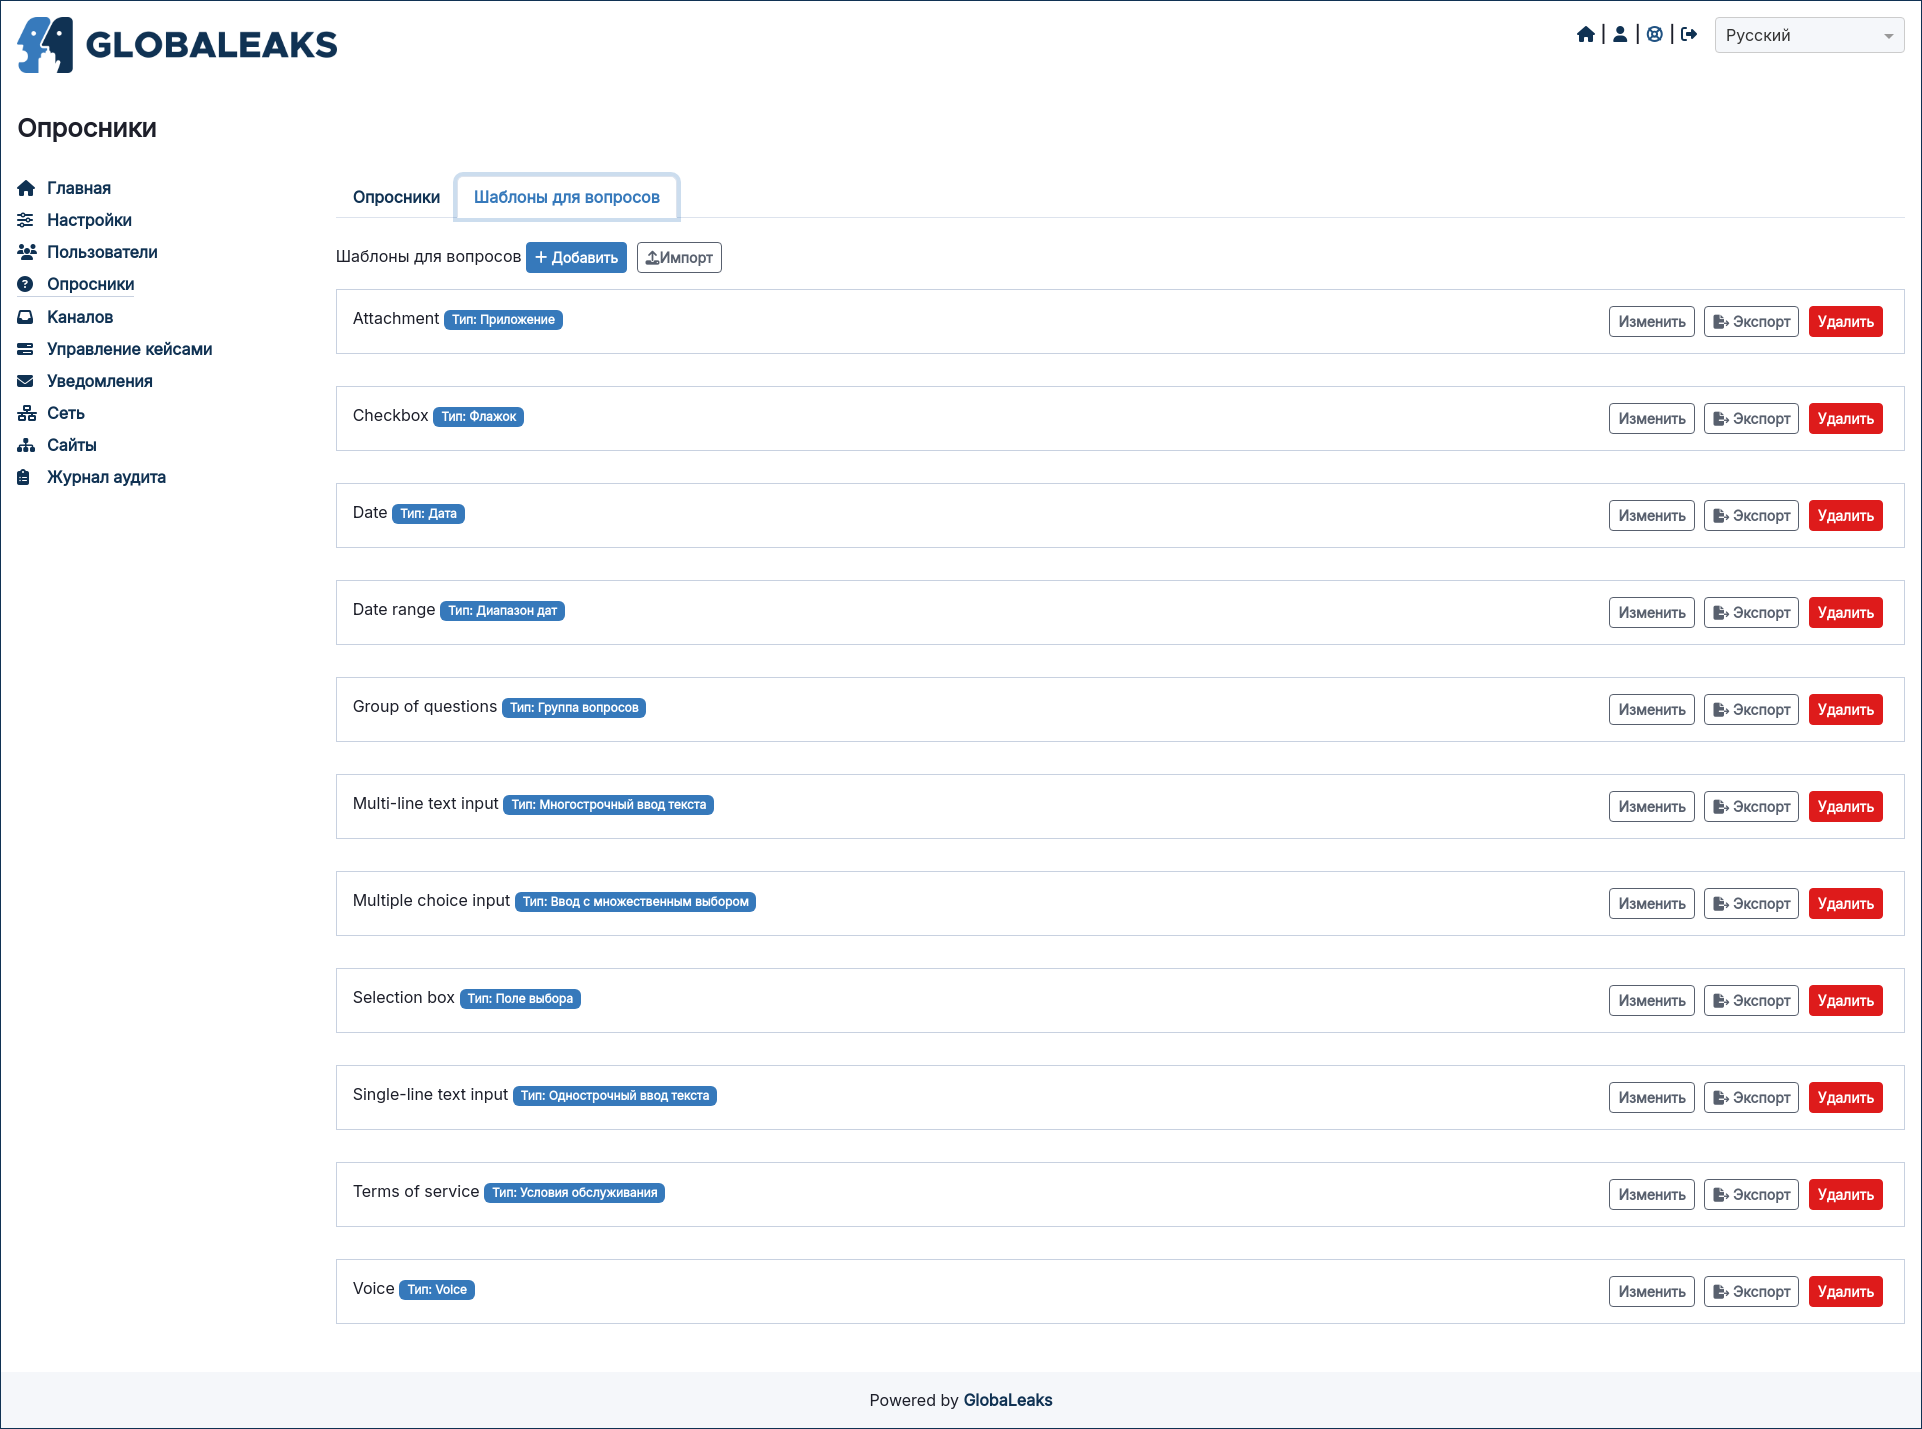 GLOBALEAKS
Русский
Опросники
Главная
Настройки
Пользователи
Опросники
Каналов
Управление кейсами
Уведомления
Сеть
Сайты
Журнал аудита
Опросники Шаблоны для вопросов
Шаблоны для вопросов Добавить Импорт
Attachment Тип: Приложение Изменить Экспорт Удалить
Checkbox Тип: Флажок Изменить Экспорт Удалить
Date Тип: Дата Изменить Экспорт Удалить
Date range Тип: Диапазон дат Изменить Экспорт Удалить
Group of questions Тип: Группа вопросов Изменить Экспорт Удалить
Multi-line text input Тип: Многострочный ввод текста Изменить Экспорт Удалить
Multiple choice input Тип: Ввод с множественным выбором Изменить Экспорт Удалить
Selection box Тип: Поле выбора Изменить Экспорт Удалить
Single-line text input Тип: Однострочный ввод текста Изменить Экспорт Удалить
Terms of service Тип: Условия обслуживания Изменить Экспорт Удалить
Voice Тип: Voice Изменить Экспорт Удалить
Powered by GlobaLeaks